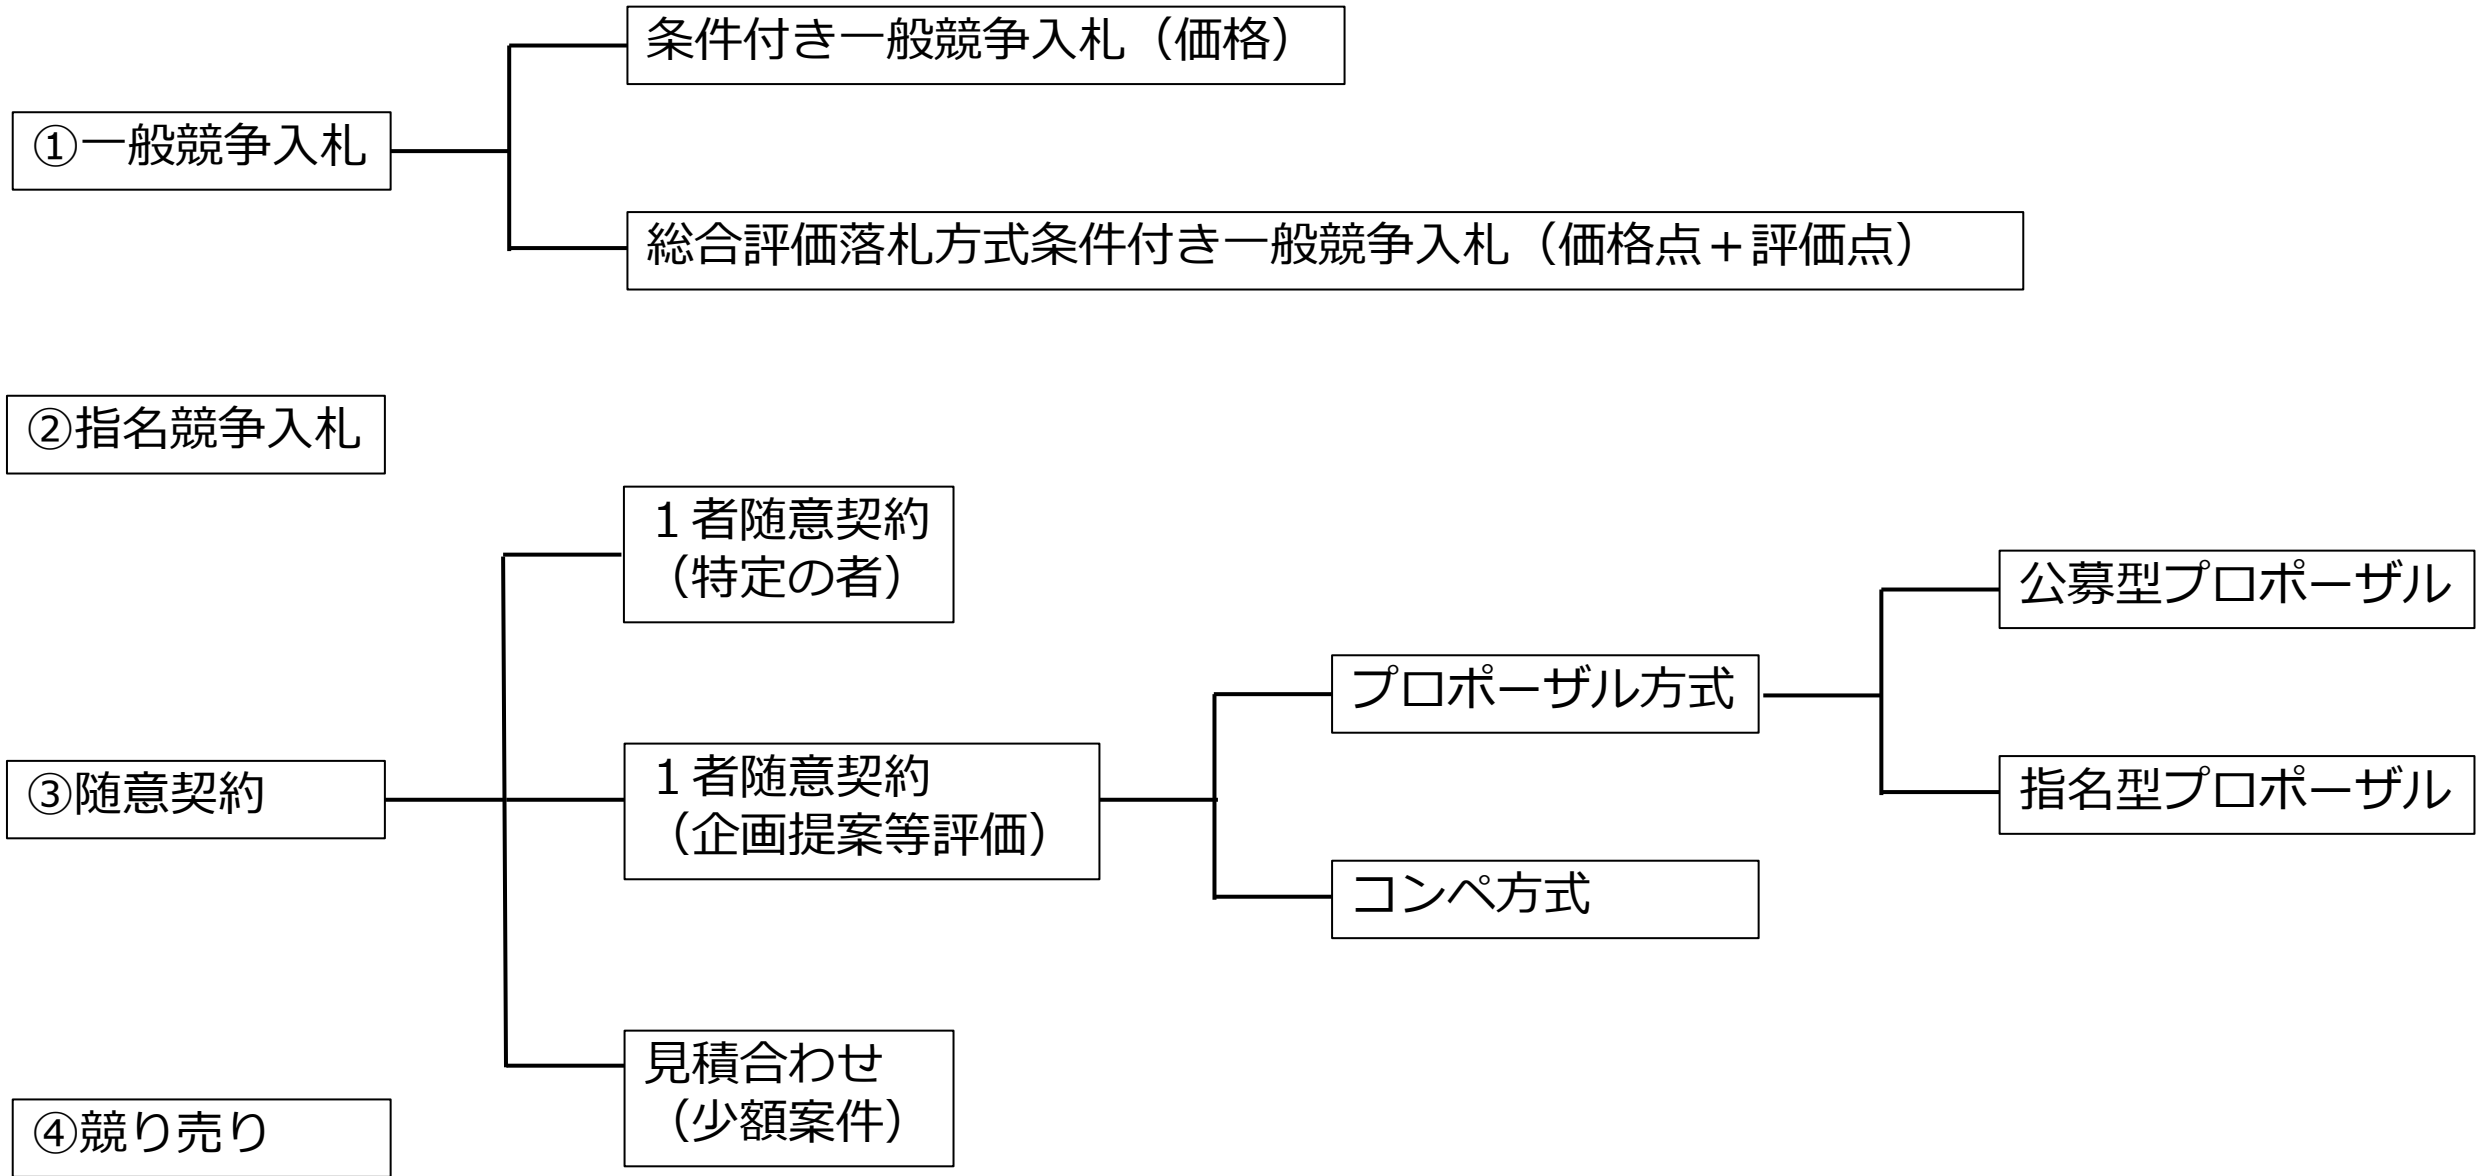 条件付き一般競争入札（価格）
①一般競争入札
総合評価落札方式条件付き一般競争入札（価格点＋評価点）
②指名競争入札
１者随意契約
（特定の者）
公募型プロポーザル
プロポーザル方式
③随意契約
１者随意契約
（企画提案等評価）
指名型プロポーザル
コンペ方式
見積合わせ
（少額案件）
④競り売り